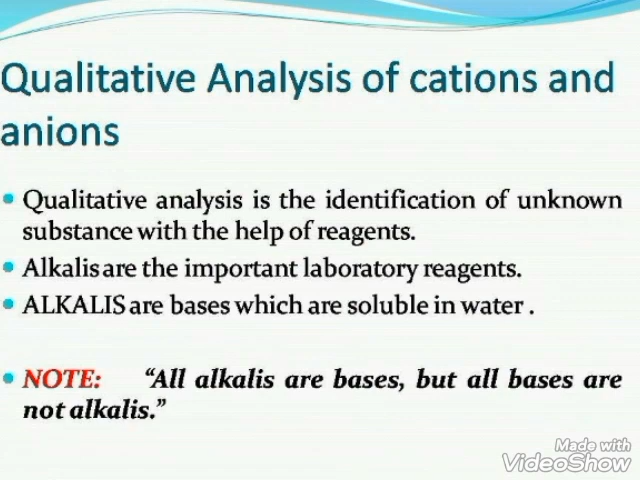 Qualitative Analysis of cations and
anions
Qualitative analysis is the identification of unknown
substance with the help of reagents.
Alkalis are the important laboratory reagents.
ALKALIS are bases which are soluble in water .
NOTE: “All alkalis are bases, but all bases are
not alkalis.”
Made with
VideoShow